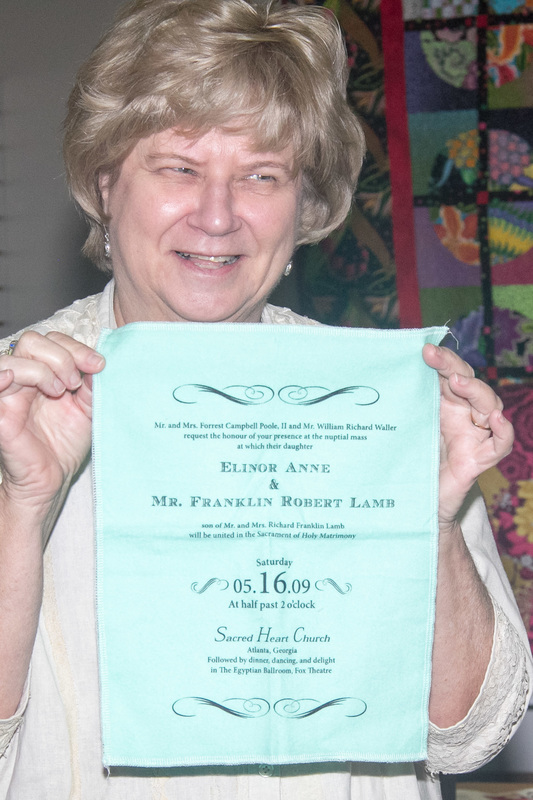 Mr. and Mrs. Forrest Campbell Poole, II and Mr. William Richard Waller
request the honour of your presence at the nuptial mass
at which their daughter
Elinor Anne
&
Mr. Franklin Robert Lamb
son of Mr. and Mrs. Richard Franklin Lamb
will be united in the Sacrament of Holy Matrimony
Saturday
05.16.09
At half past 2 o'clock
Sacred Heart Church
Atlanta, Georgia
Followed by dinner, dancing, and delight
in The Egyptian Ballroom, Fox Theatre